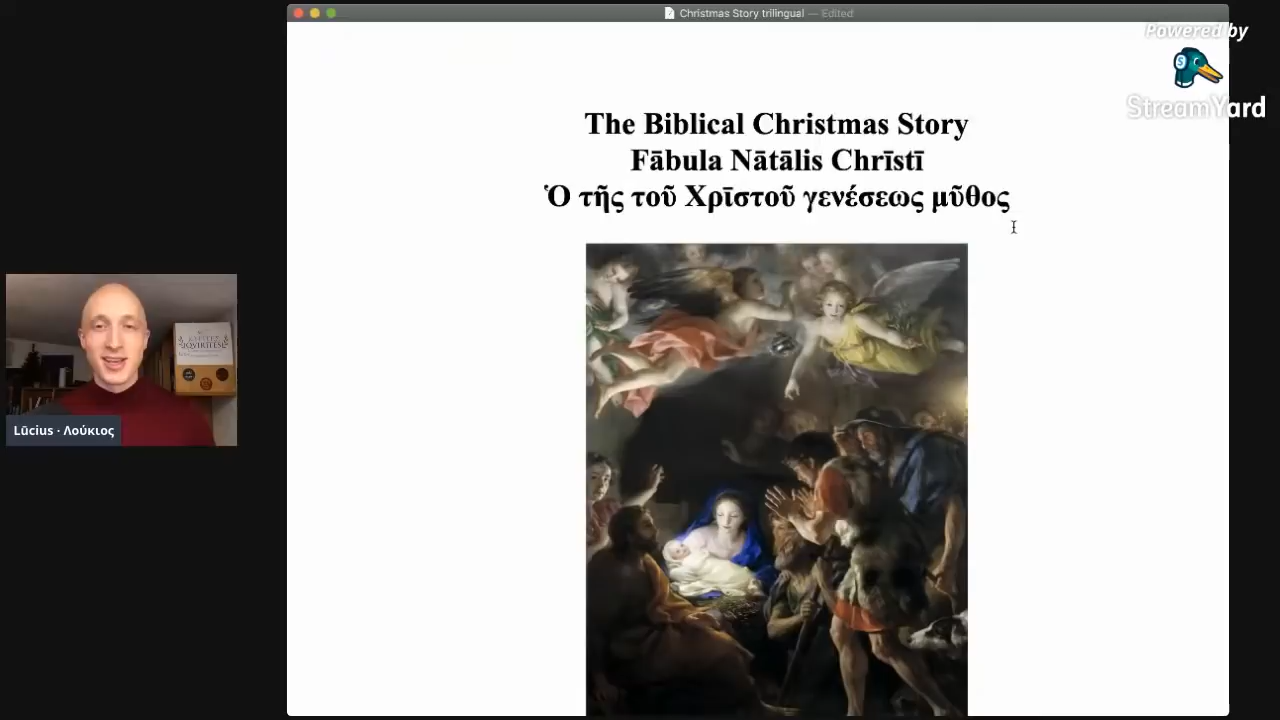 Christmas Story trilingual — Edited
Powered by
StreamYard
The Biblical Christmas Story
Fābula Nātālis Chrīstī
Ὁ τῆς τοῦ Χρῑστοῦ γενέσεως μῦθος
Lūcius · Λούκιος